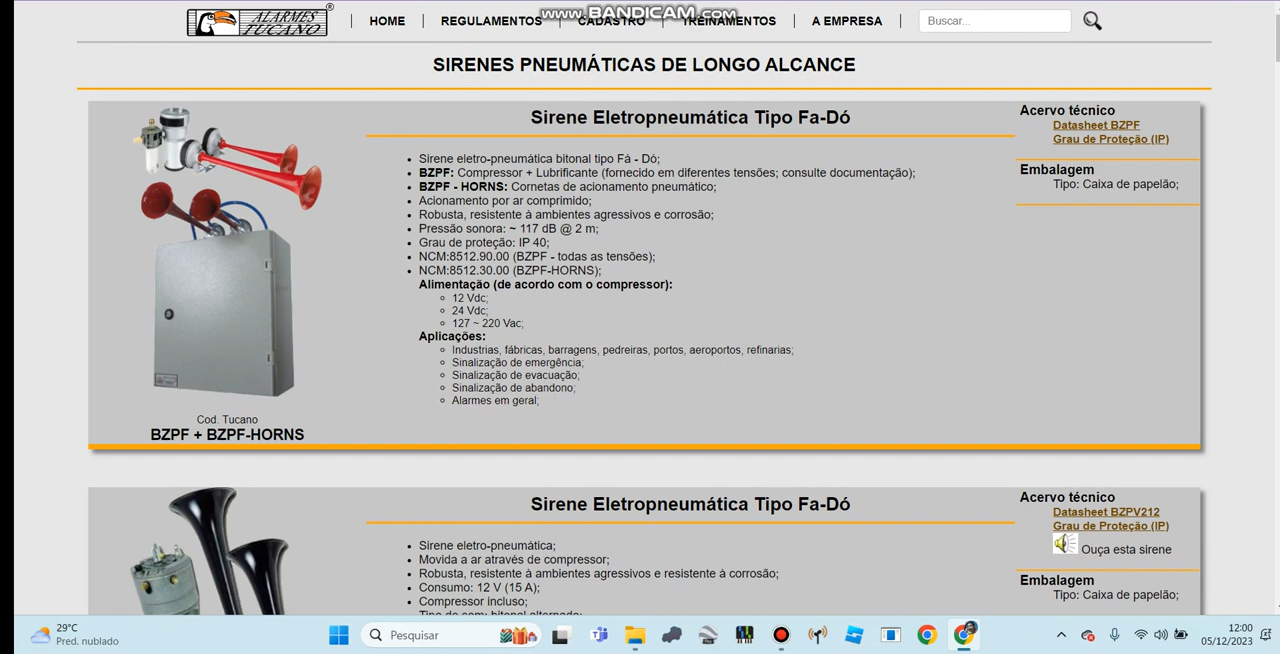 ALARMES
TUCANO
®
HOME
REGULAMENTOS
CADASTRO
TREINAMENTOS
A EMPRESA
Buscar...
www.BANDICAM.com
SIRENES PNEUMÁTICAS DE LONGO ALCANCE
Sirene Eletropneumática Tipo Fa-Dó
Sirene eletro-pneumática bitonal tipo Fá - Dó;
BZPF: Compressor + Lubrificante (fornecido em diferentes tensões; consulte documentação);
BZPF - HORNS: Cornetas de acionamento pneumático;
Acionamento por ar comprimido;
Robusta, resistente à ambientes agressivos e corrosão;
Pressão sonora: ~ 117 dB @ 2 m;
Grau de proteção: IP 40;
NCM:8512.90.00 (BZPF - todas as tensões);
NCM:8512.30.00 (BZPF-HORNS);
Alimentação (de acordo com o compressor):
12 Vdc;
24 Vdc;
127 ~ 220 Vac;
Aplicações:
Industrias, fábricas, barragens, pedreiras, portos, aeroportos, refinarias;
Sinalização de emergência;
Sinalização de evacuação;
Sinalização de abandono;
Alarmes em geral;
Cod. Tucano
BZPF + BZPF-HORNS
Acervo técnico
Datasheet BZPF
Grau de Proteção (IP)
Embalagem
Tipo: Caixa de papelão;
Sirene Eletropneumática Tipo Fa-Dó
Sirene eletro-pneumática;
Movida a ar através de compressor;
Robusta, resistente à ambientes agressivos e resistente à corrosão;
Consumo: 12 V (15 A);
Compressor incluso;
Tipo de som: bitonal alternado;
Acervo técnico
Datasheet BZPV212
Grau de Proteção (IP)
Ouça esta sirene
Embalagem
Tipo: Caixa de papelão;
29°C
Pred. nublado
Pesquisar
12:00
05/12/2023